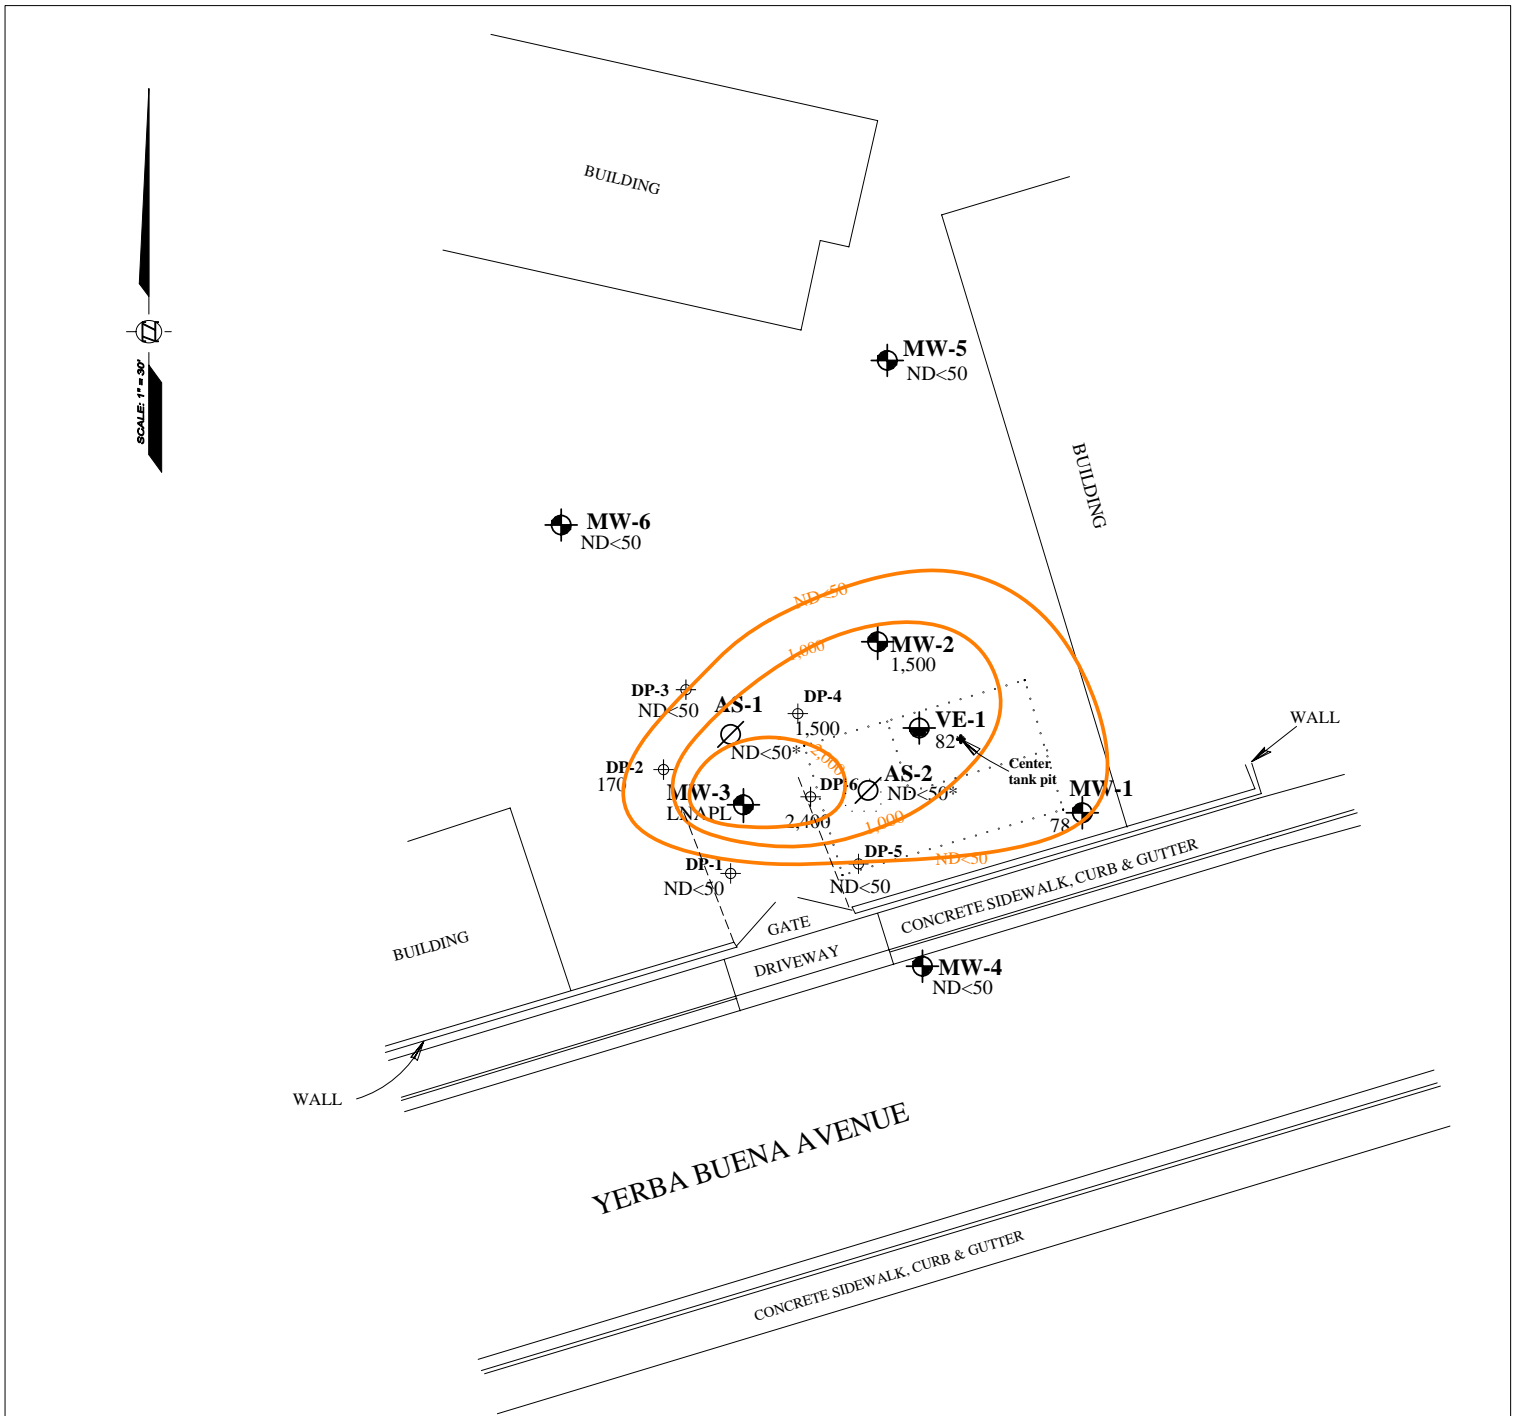 BUILDING
SCALE: 1" = 30'
MW-5
ND<50
BUILDING
MW-6
ND<50
ND<50
1,000
MW-2
1,500
DP-3
ND<50
AS-1
ND<50*
DP-4
1,500
VE-1
82*
WALL
2,000
Center
tank pit
DP-2
170
MW-3
LNAPL
DP-6
2,400
AS-2
ND<50*
MW-1
78
1,000
DP-1
ND<50
DP-5
ND<50
ND<50
GATE
CONCRETE SIDEWALK, CURB & GUTTER
BUILDING
DRIVEWAY
MW-4
ND<50
WALL
YERBA BUENA AVENUE
CONCRETE SIDEWALK, CURB & GUTTER